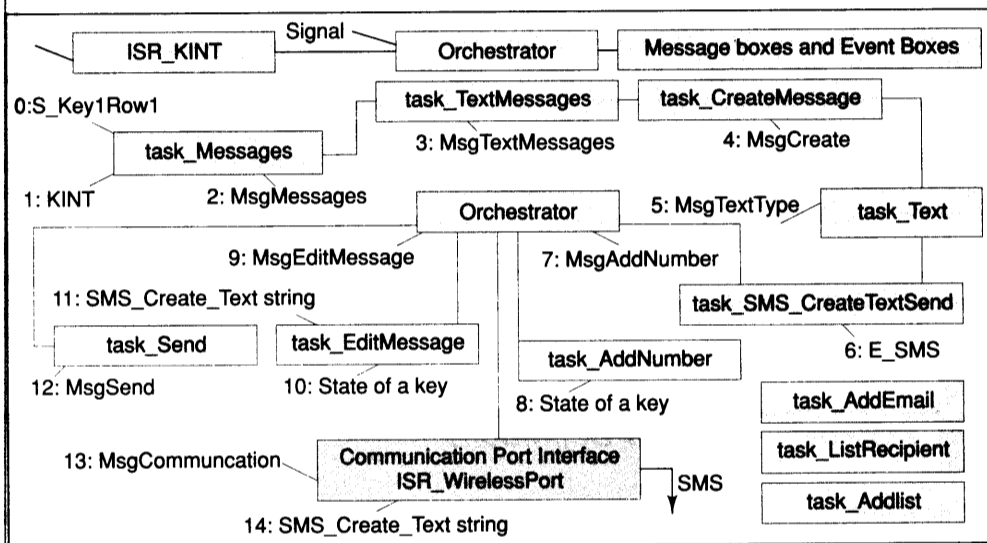 Signal
ISR_KINT
Orchestrator
Message boxes and Event Boxes
0:S_Key1Row1
task_TextMessages
task_CreateMessage
task_Messages
3: MsgTextMessages
4: MsgCreate
1: KINT
2: MsgMessages
Orchestrator
5: MsgTextType
task_Text
9: MsgEditMessage
7: MsgAddNumber
11: SMS_Create_Text string
task_SMS_CreateTextSend
task_Send
task_EditMessage
task_AddNumber
6: E_SMS
12: MsgSend
10: State of a key
8: State of a key
task_AddEmail
13: MsgCommuncation
Communication Port Interface
ISR_WirelessPort
SMS
task_ListRecipient
task_Addlist
14: SMS_Create_Text string